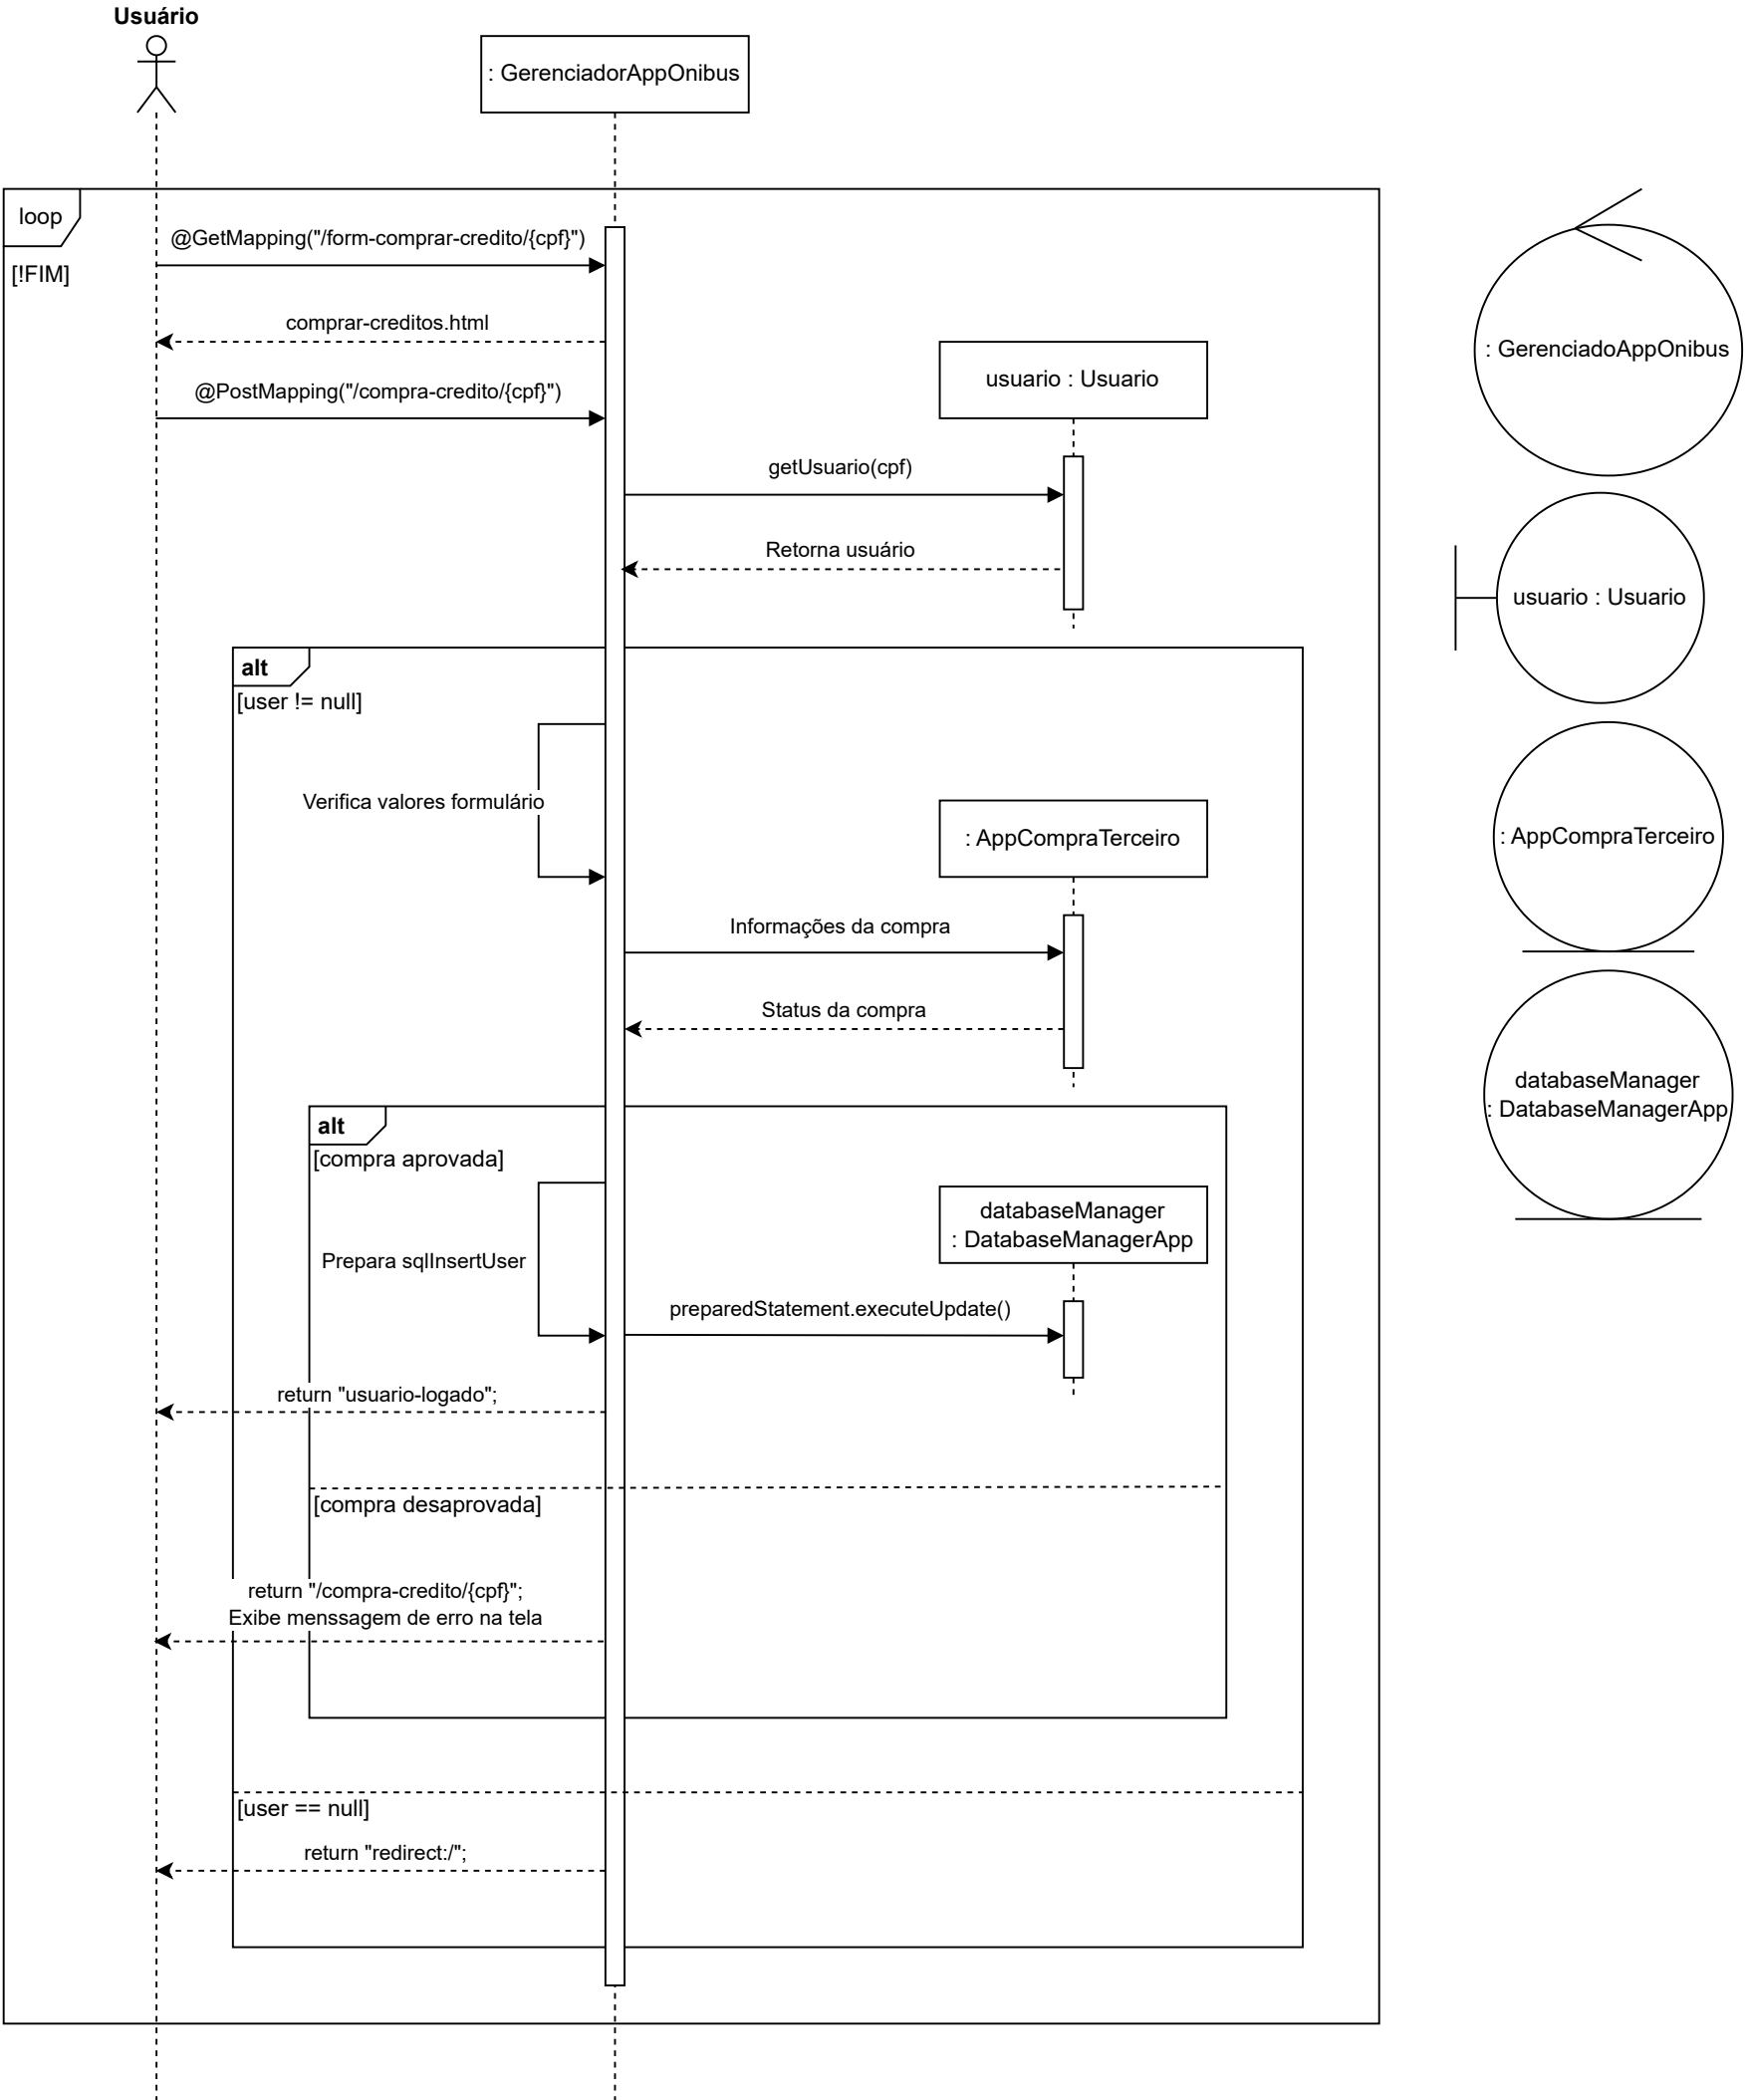 Usuário
: GerenciadorAppOnibus
loop
[!FIM]
@GetMapping("/form-comprar-credito/{cpf}")
comprar-creditos.html
@PostMapping("/compra-credito/{cpf}")
usuario : Usuario
getUsuario(cpf)
Retorna usuário
alt
[user != null]
Verifica valores formulário
: AppCompraTerceiro
Informações da compra
Status da compra
alt
[compra aprovada]
Prepara sqlInsertUser
databaseManager
: DatabaseManagerApp
preparedStatement.executeUpdate()
return "usuario-logado";
[compra desaprovada]
return "/compra-credito/{cpf}";
Exibe menssagem de erro na tela
[user == null]
return "redirect:/";
: GerenciadoAppOnibus
usuario : Usuario
: AppCompraTerceiro
databaseManager
: DatabaseManagerApp